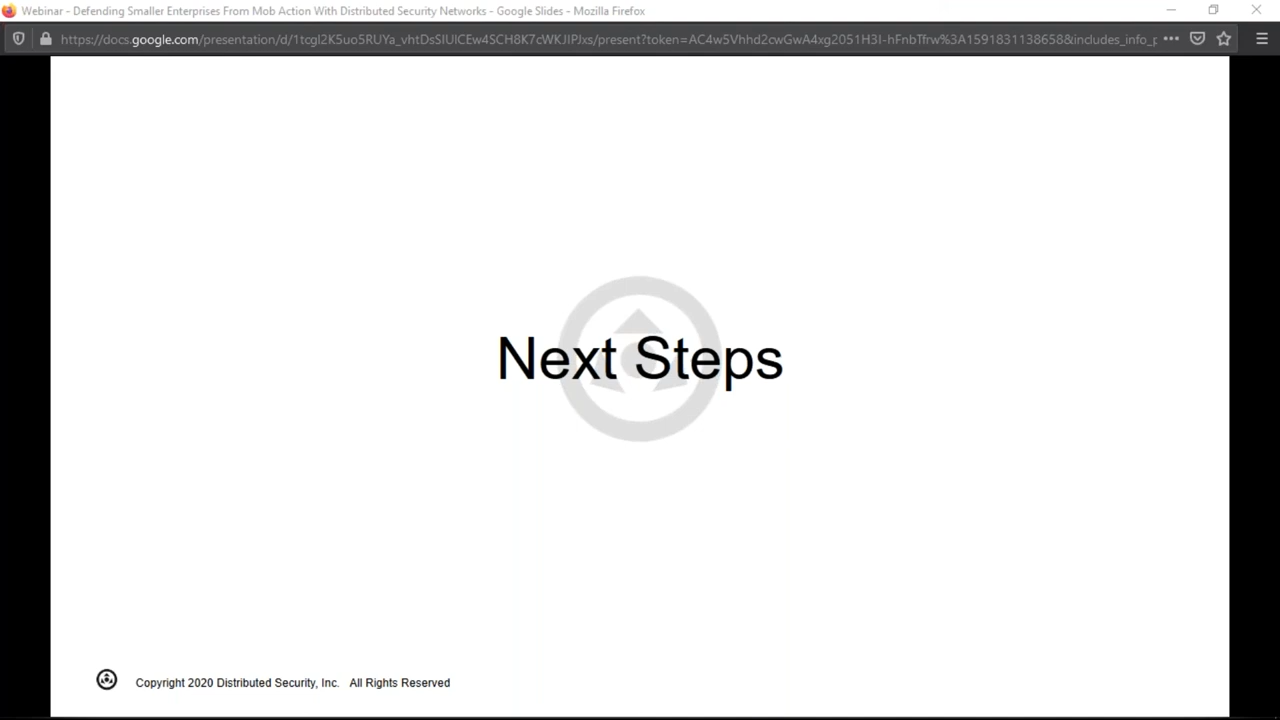 Webinar - Defending Smaller Enterprises From Mob Action With Distributed Security Networks - Google Slides - Mozilla Firefox
https://docs.google.com/presentation/d/1tcgI2K5uo5RUYa_vhtDsSIUICEw4SCH8K7cWKJIPJxs/present?token=AC4w5Vhhd2cwGwA4xg2051H3I-hFnbTfrw%3A1591831138658&includes_info_p
Next Steps
Copyright 2020 Distributed Security, Inc. All Rights Reserved